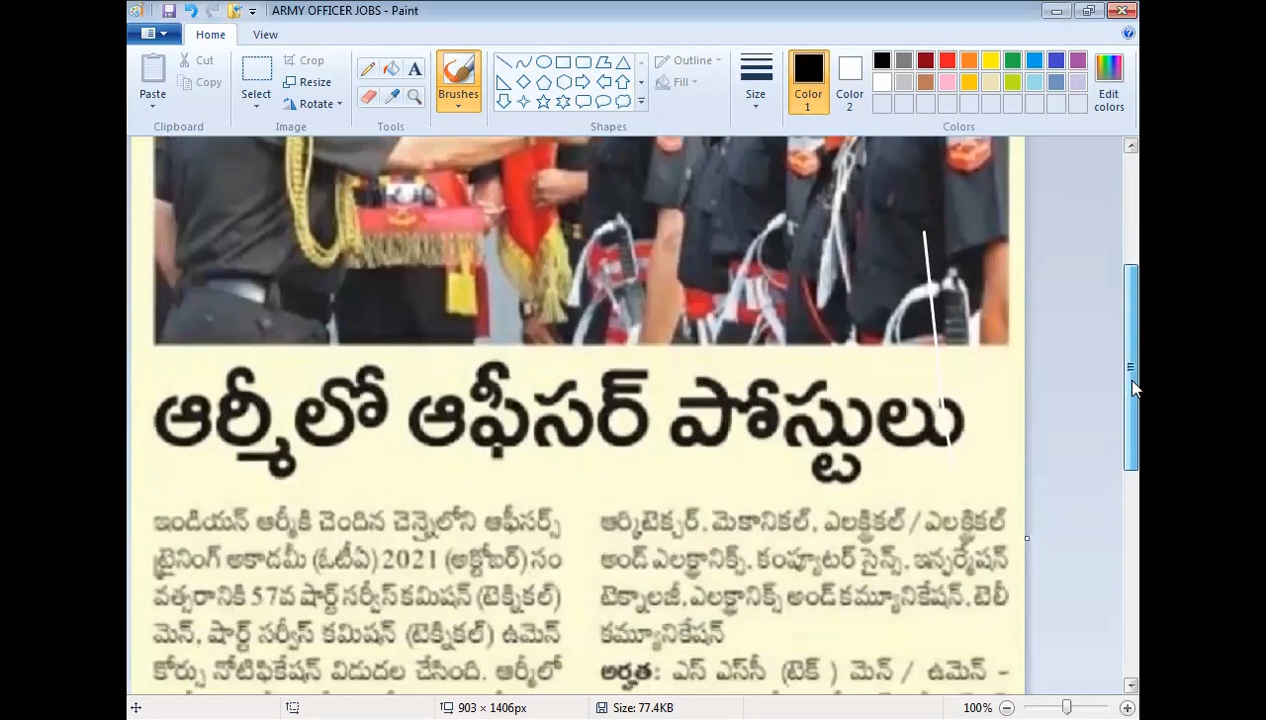 ARMY OFFICER JOBS - Paint
Home
View
Paste
Cut
Copy
Clipboard
Select
Crop
Resize
Rotate
Image
Tools
Brushes
Shapes
Outline
Fill
Size
Color 1
Color 2
Edit colors
Colors
ఆర్మీలో ఆఫీసర్ పోస్టులు
ఇండియన్ ఆర్మీకి చెందిన చెన్నైలోని ఆఫీసర్స్
ట్రైనింగ్ అకాడమీ (ఓటీఏ) 2021 (అక్టోబర్) సం
వత్సరానికి 57వ షార్ట్ సర్వీస్ కమిషన్ (టెక్నికల్)
మెన్, షార్ట్ సర్వీస్ కమిషన్ (టెక్నికల్) ఉమెన్
కోర్సు నోటిఫికేషన్ విడుదల చేసింది. ఆర్మీలో
ఆర్కిటెక్చర్, మెకానికల్, ఎలక్ట్రికల్ / ఎలక్ట్రికల్
అండ్ ఎలక్ట్రానిక్స్, కంప్యూటర్ సైన్స్, ఇన్ఫర్మేషన్
టెక్నాలజీ, ఎలక్ట్రానిక్స్ అండ్ కమ్యూనికేషన్, టెలీ
కమ్యూనికేషన్
అర్హత: ఎస్ ఎస్‌సీ (టెక్ ) మెన్ / ఉమెన్ -
903 × 1406px
Size: 77.4KB
100%